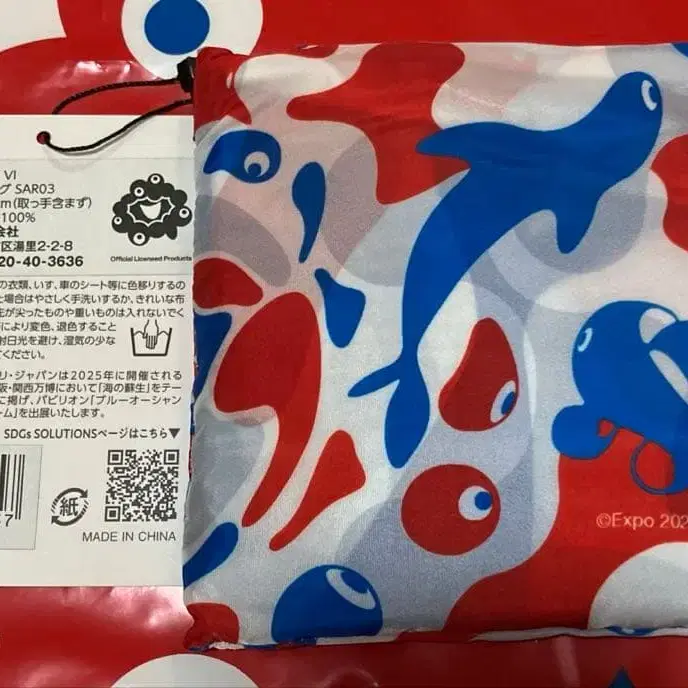 VI
グ SAR03
m(取っ手含まず)
100%
会社
区湯里2-2-8
20-40-3636
Official Licensed Products
の衣類、いす、車のシート等に色移りするの
場合はやさしく手洗いするか、きれいな布
が尖ったものや重いものは入れないでく
により変色、退色すること
射日光を避け、湿気の少な
ください。
リ・ジャパンは2025年に開催される
阪・関西万博において「海の蘇生」をテー
に掲げ、パビリオン「ブルーオーシャン
ーム」を出展いたします。
SDGs SOLUTIONSページはこちら▼
紙
7
MADE IN CHINA
©Expo 202